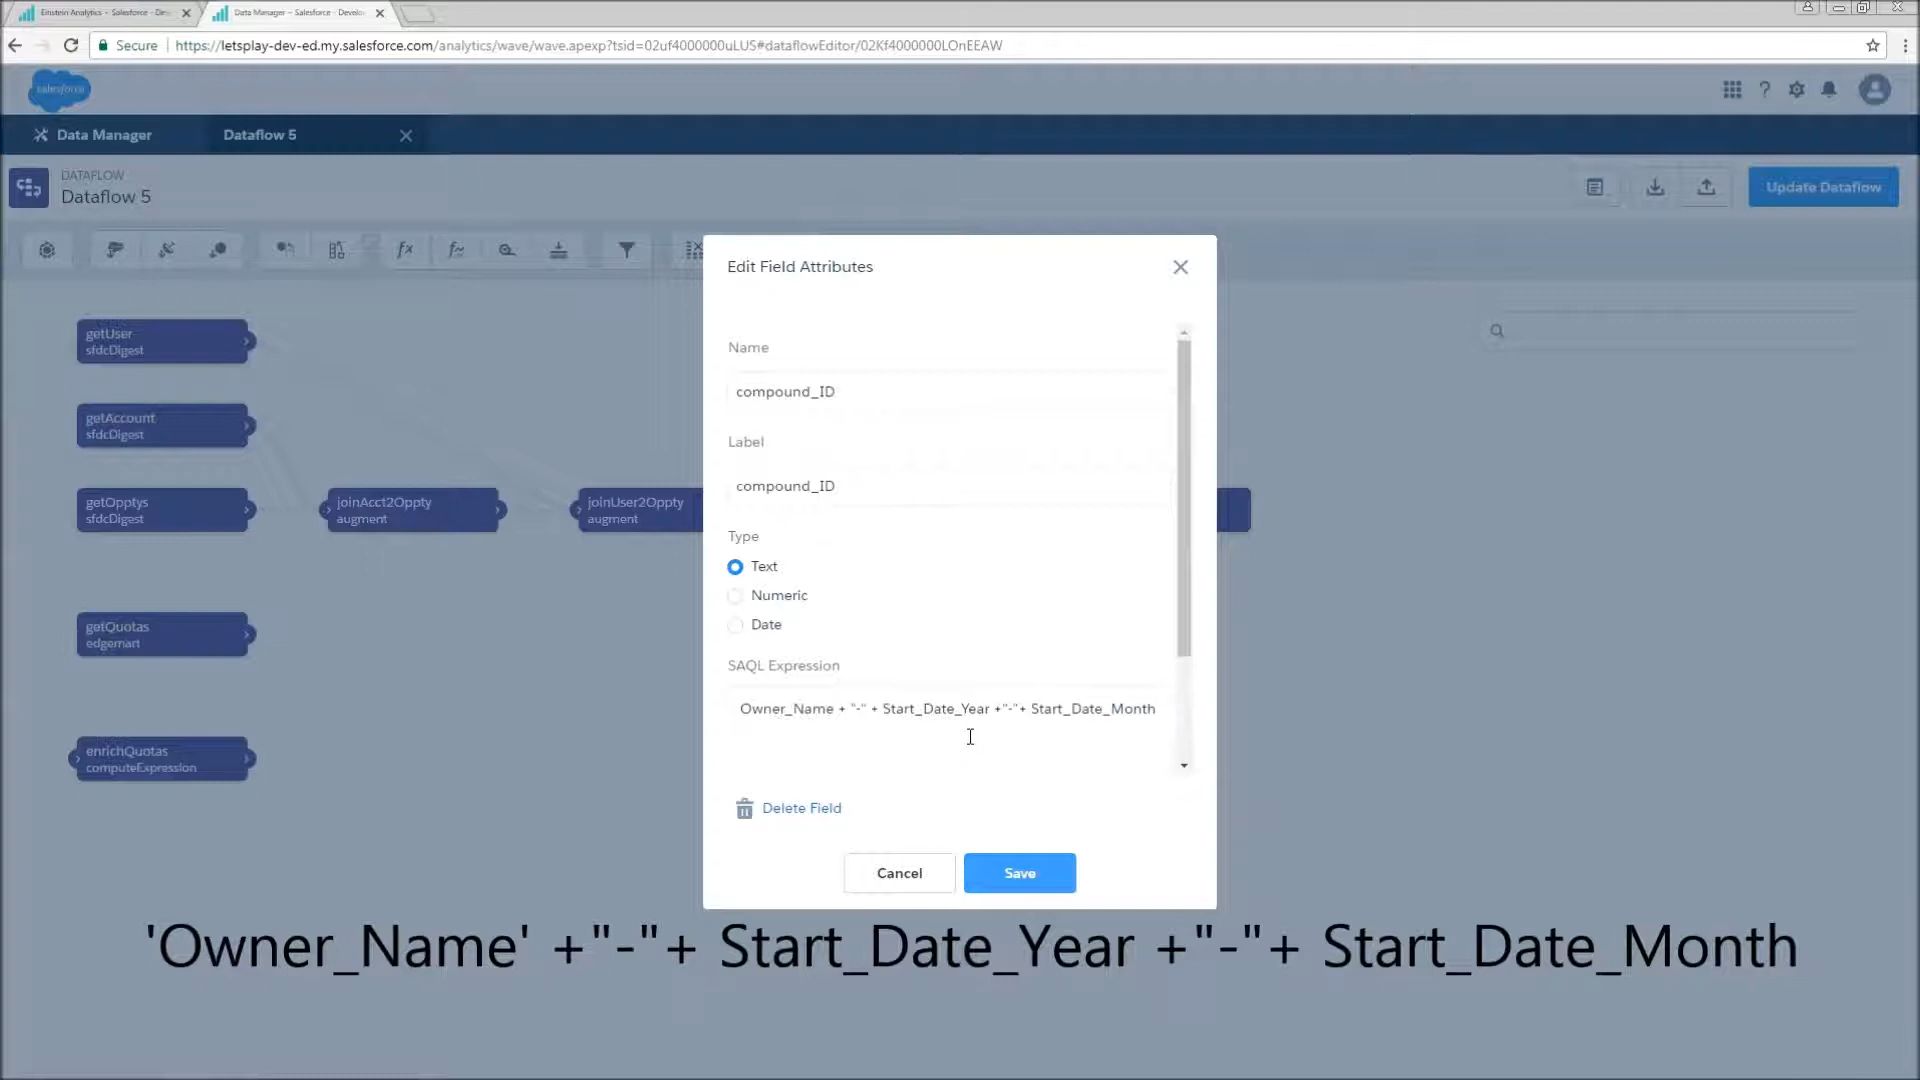 Einstein Analytics - Salesforce - De
Data Manager - Salesforce - Develo
Secure
https://letsplay-dev-ed.my.salesforce.com/analytics/wave/wave.apexp?tsid=02uf4000000uLUS#dataflowEditor/02Kf4000000LOnEEAW
salesforce
Data Manager
Dataflow 5
DATAFLOW
Dataflow 5
Update Dataflow
fx
Edit Field Attributes
getUser
sfdcDigest
Name
compound_ID
getAccount
sfdcDigest
Label
compound_ID
getOpptys
sfdcDigest
joinAcct2Oppty
augment
joinUser2Oppty
augment
Type
Text
Numeric
Date
getQuotas
edgemart
SAQL Expression
Owner_Name + "-" + Start_Date_Year +"-"+ Start_Date_Month
enrichQuotas
computeExpression
Delete Field
Cancel
Save
'Owner_Name' +"-"+ Start_Date_Year +"-"+ Start_Date_Month